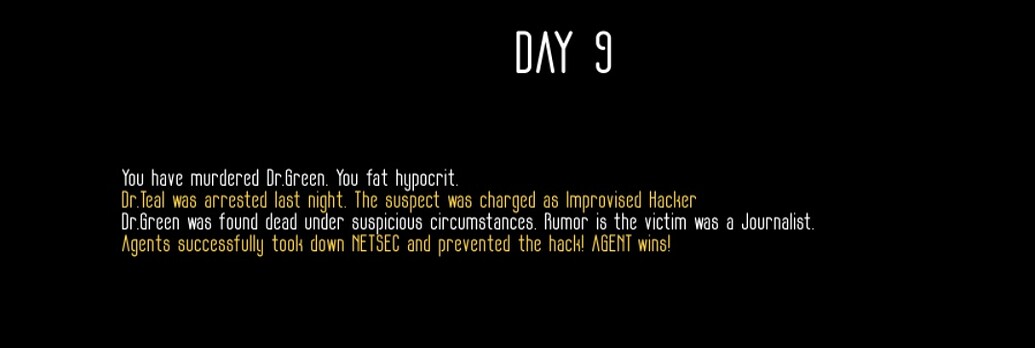 DAY 9
You have murdered Dr.Green. You fat hypocrit.
Dr.Teal was arrested last night. The suspect was charged as Improvised Hacker
Dr.Green was found dead under suspicious circumstances. Rumor is the victim was a Journalist.
Agents successfully took down NETSEC and prevented the hack! AGENT wins!